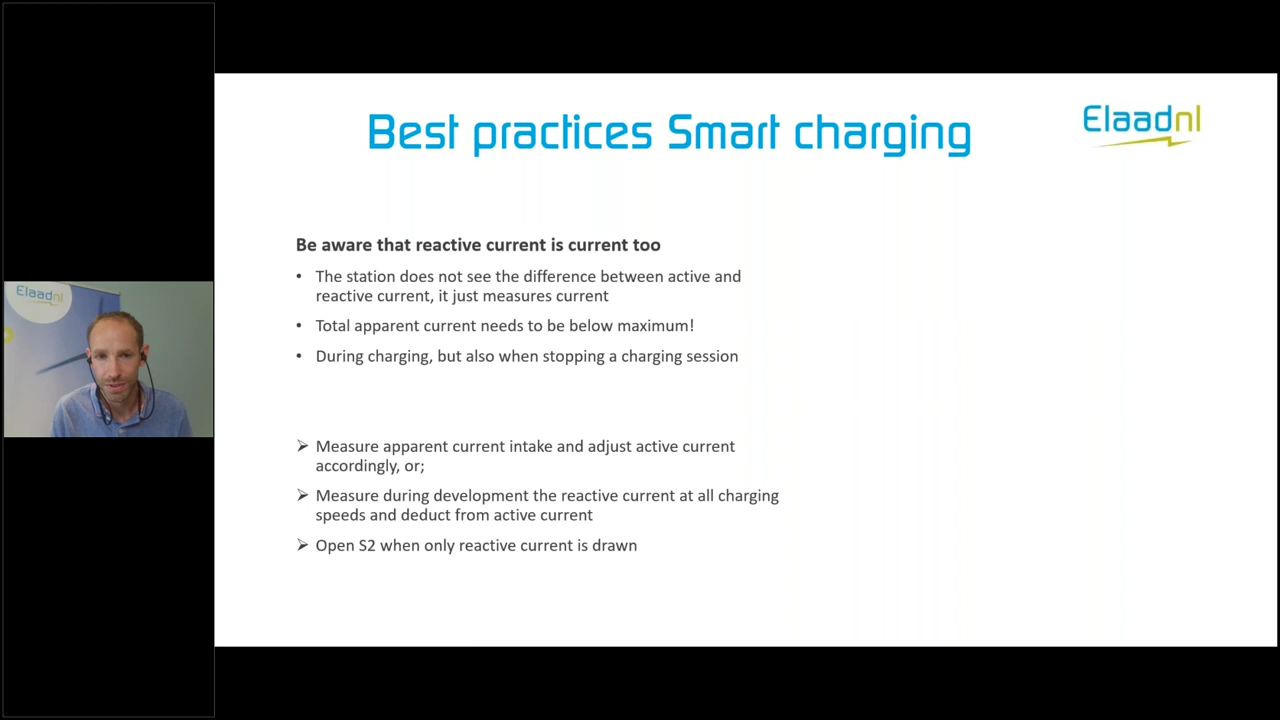 Best practices Smart charging
Elaadnl
Be aware that reactive current is current too
• The station does not see the difference between active and
reactive current, it just measures current
• Total apparent current needs to be below maximum!
• During charging, but also when stopping a charging session
Elaadnl
➢ Measure apparent current intake and adjust active current
accordingly, or;
➢ Measure during development the reactive current at all charging
speeds and deduct from active current
➢ Open S2 when only reactive current is drawn